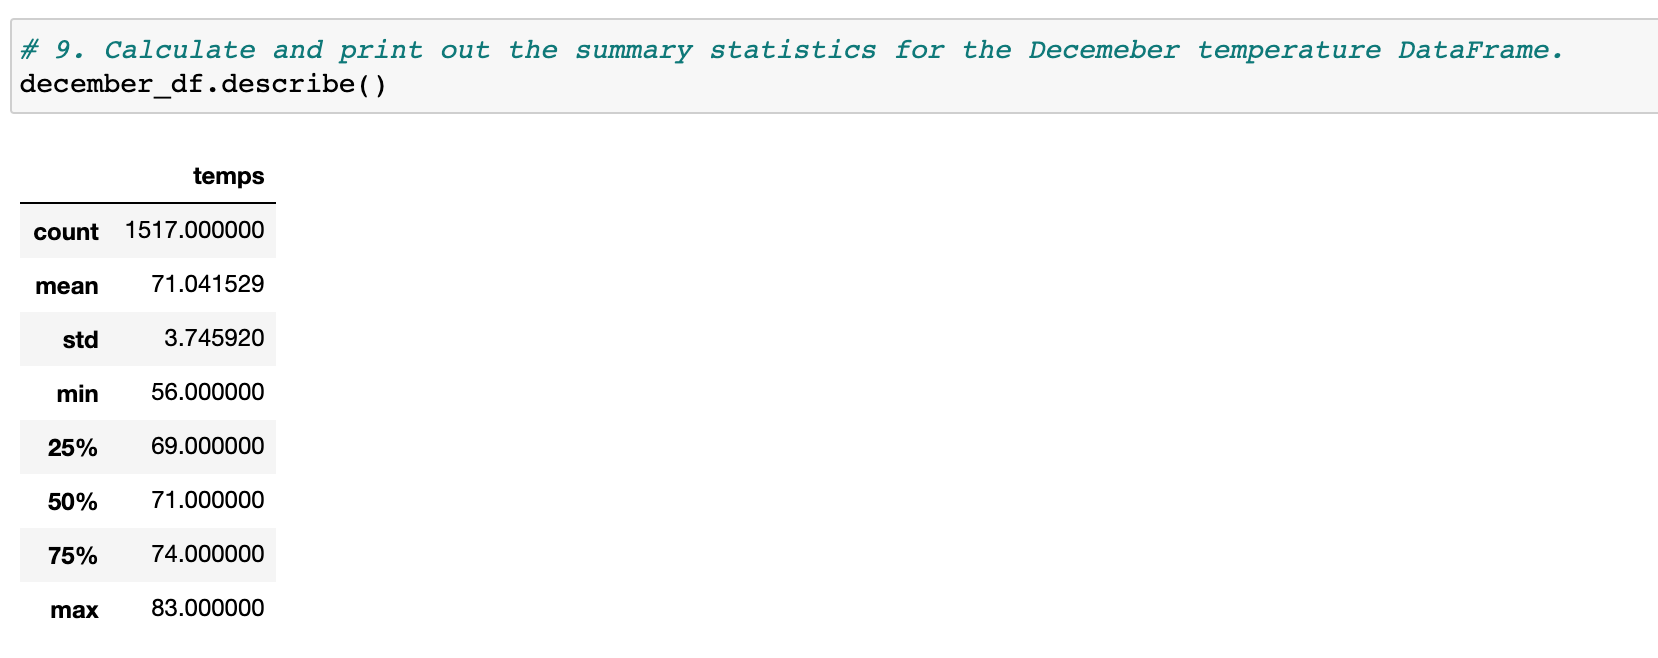 # 9. Calculate and print out the summary statistics for the Decemeber temperature DataFrame.
december_df.describe()
temps
count 1517.000000
mean 71.041529
std 3.745920
min 56.000000
25% 69.000000
50% 71.000000
75% 74.000000
max 83.000000